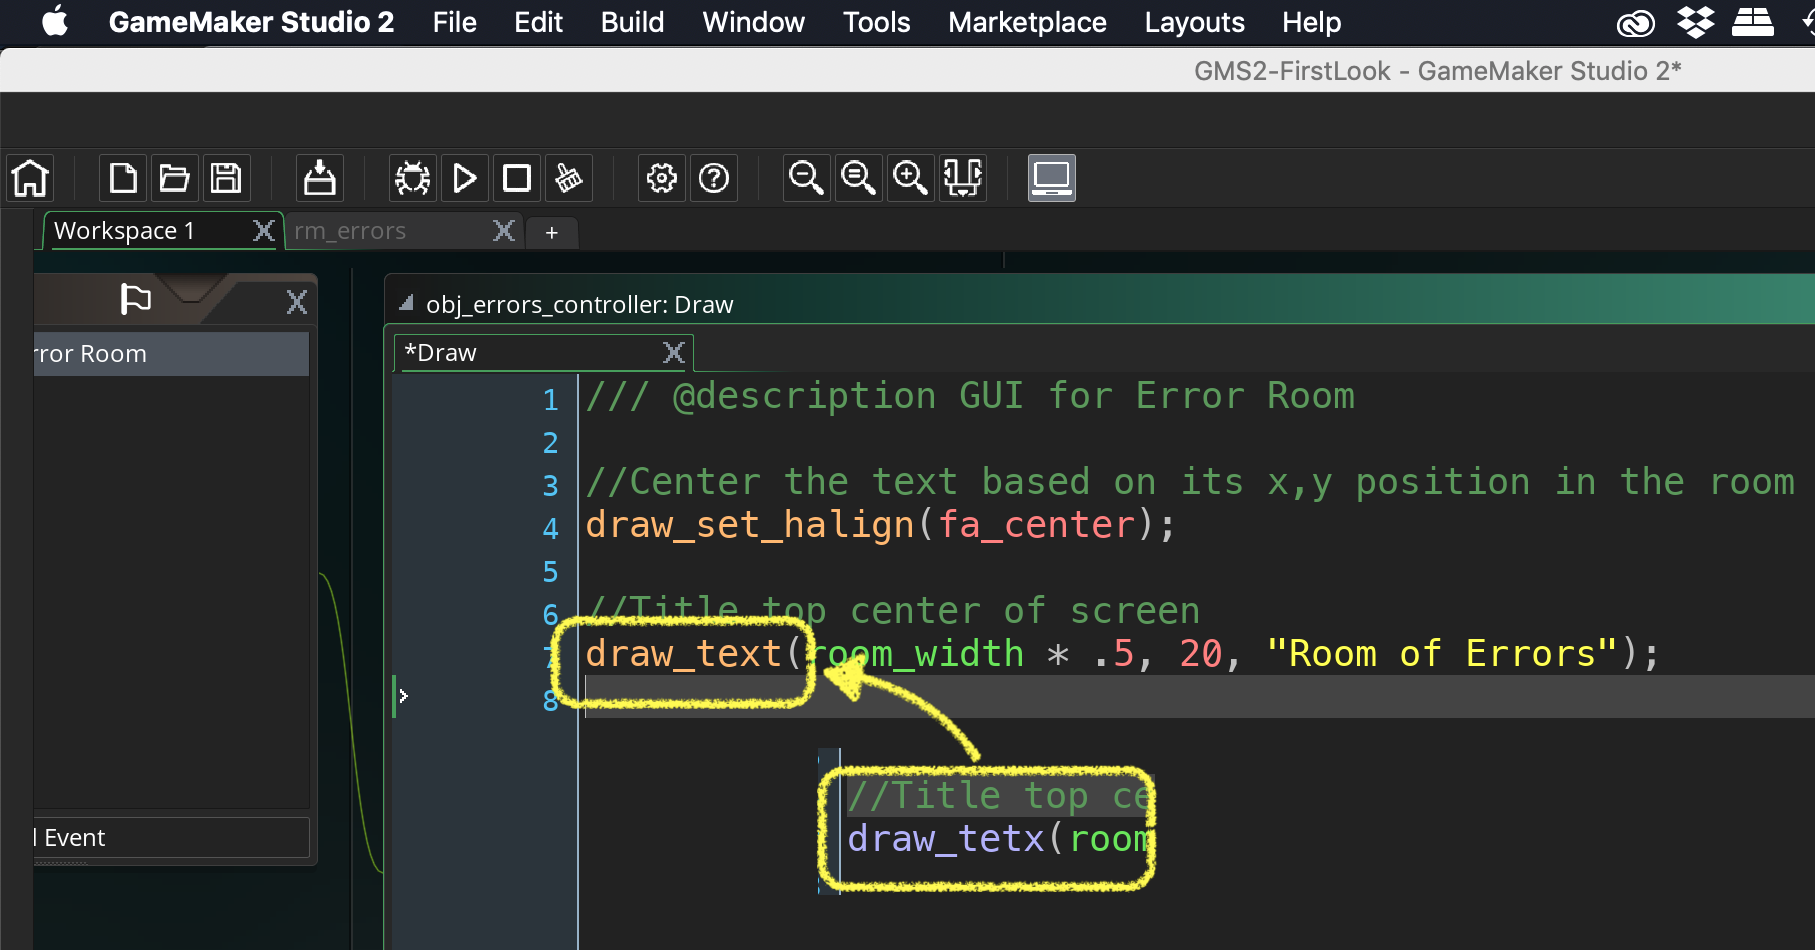 GameMaker Studio 2 File Edit Build Window Tools Marketplace Layouts Help
GMS2-FirstLook - GameMaker Studio 2*
Workspace 1 rm_errors +
obj_errors_controller: Draw
rror Room
*Draw
1 /// @description GUI for Error Room
2
3 //Center the text based on its x,y position in the room
4 draw_set_halign(fa_center);
5
6 //Title top center of screen
7 draw_text(room_width * .5, 20, "Room of Errors");
8
//Title top ce
draw_tetx(room
l Event